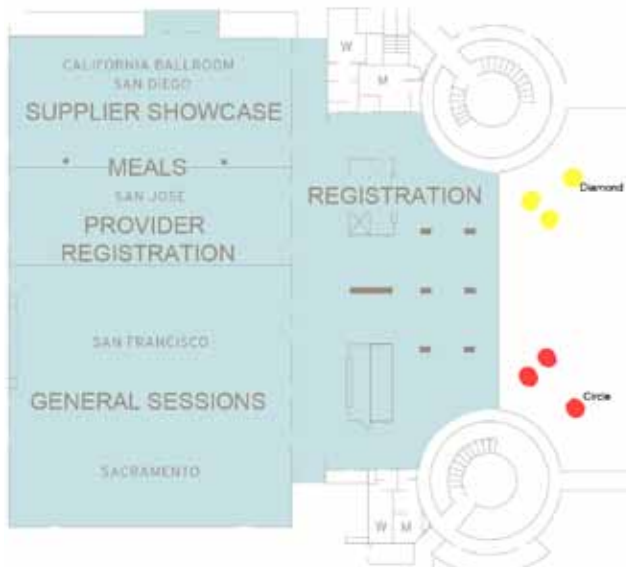 CALIFORNIA BALLROOM
SAN DIEGO
SUPPLIER SHOWCASE
MEALS
SAN JOSE
PROVIDER
REGISTRATION
SAN FRANCISCO
GENERAL SESSIONS
SACRAMENTO
W
M
REGISTRATION
Diamond
Circle
W
M